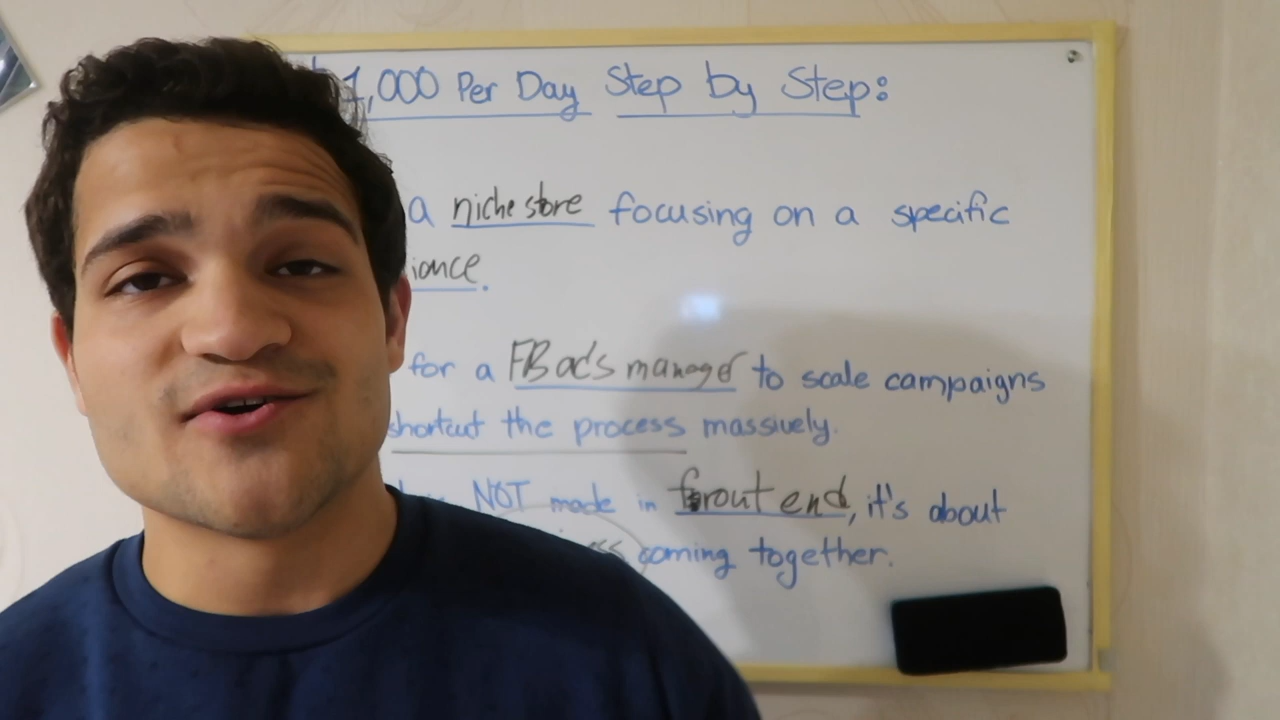 1,000 Per Day Step by Step:
a niche store focusing on a specific
for a FB ads manager to scale campaigns
shortcut the process massively.
NOT made in front end, it's about
coming together.